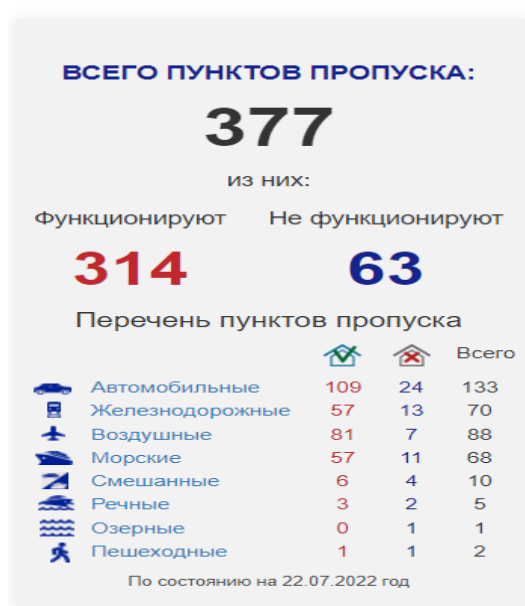 ВСЕГО ПУНКТОВ ПРОПУСКА:
377
из них:
Функционируют Не функционируют
314 63
Перечень пунктов пропуска
Всего
Автомобильные 109 24 133
Железнодорожные 57 13 70
Воздушные 81 7 88
Морские 57 11 68
Смешанные 6 4 10
Речные 3 2 5
Озерные 0 1 1
Пешеходные 1 1 2
По состоянию на 22.07.2022 год